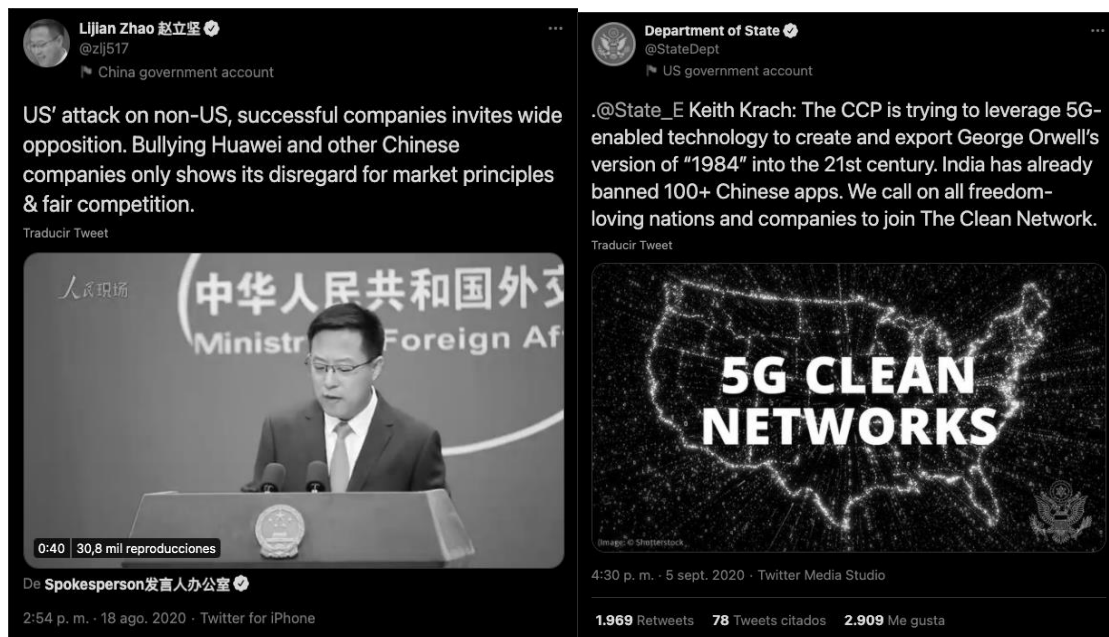 Lijian Zhao 赵立坚
@zlj517
China government account
US' attack on non-US, successful companies invites wide
opposition. Bullying Huawei and other Chinese
companies only shows its disregard for market principles
& fair competition.
Traducir Tweet
人民职场
中华人民共和国外交
Ministr Foreign Af
0:40 30,8 mil reproducciones
De Spokesperson发言人办公室
2:54 p. m. · 18 ago. 2020 · Twitter for iPhone
Department of State
@StateDept
US government account
.@State_E Keith Krach: The CCP is trying to leverage 5G-
enabled technology to create and export George Orwell's
version of “1984” into the 21st century. India has already
banned 100+ Chinese apps. We call on all freedom-
loving nations and companies to join The Clean Network.
Traducir Tweet
5G CLEAN
NETWORKS
(Image: © Shutterstock
4:30 p. m. · 5 sept. 2020 · Twitter Media Studio
1.969 Retweets 78 Tweets citados 2.909 Me gusta